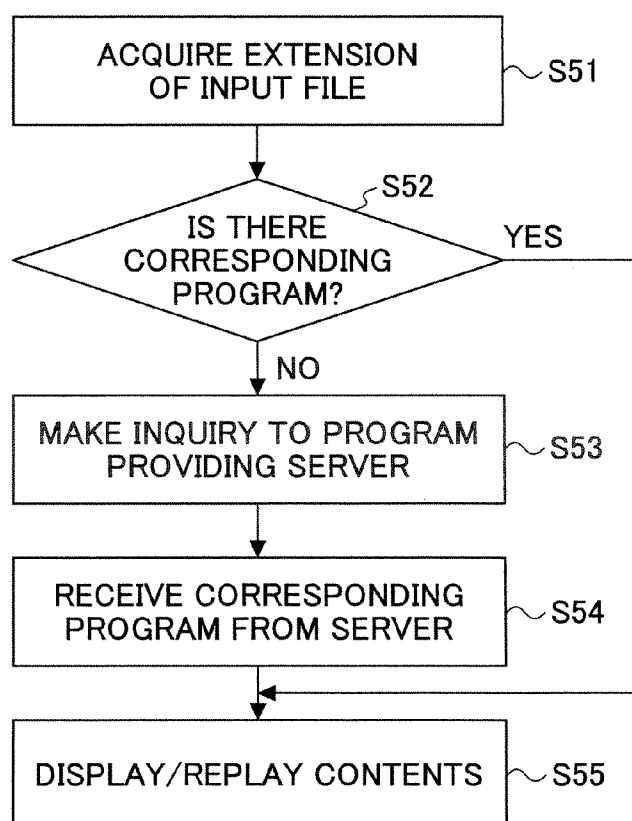 ACQUIRE EXTENSION
OF INPUT FILE
S51
S52
IS THERE
CORRESPONDING
PROGRAM?
YES
NO
MAKE INQUIRY TO PROGRAM
PROVIDING SERVER
S53
RECEIVE CORRESPONDING
PROGRAM FROM SERVER
S54
DISPLAY/REPLAY CONTENTS
S55